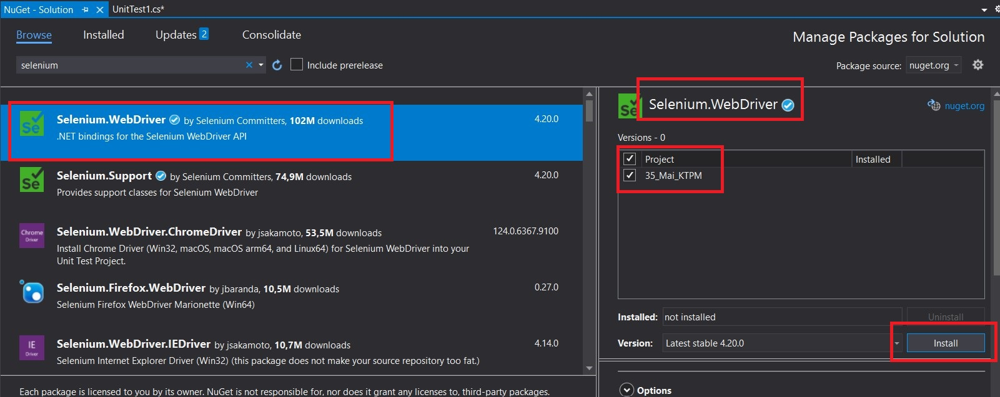 NuGet - Solution
UnitTest1.cs*
Browse
Installed
Updates 2
Consolidate
Manage Packages for Solution
selenium
Include prerelease
Package source: nuget.org
Se
Selenium.WebDriver by Selenium Committers, 102M downloads
4.20.0
.NET bindings for the Selenium WebDriver API
Se
Selenium.Support by Selenium Committers, 74,9M downloads
4.20.0
Provides support classes for Selenium WebDriver
Chrome
Driver
Selenium.WebDriver.ChromeDriver by jsakamoto, 53,5M downloads
124.0.6367.9100
Install Chrome Driver (Win32, macOS, macOS arm64, and Linux64) for Selenium WebDriver into your
Unit Test Project.
Selenium.Firefox.WebDriver by jbaranda, 10,5M downloads
0.27.0
Selenium Firefox WebDriver Marionette (Win64)
IE
Driver
Selenium.WebDriver.IEDriver by jsakamoto, 10,7M downloads
4.14.0
Selenium Internet Explorer Driver (Win32) (this package does not make your source repository too fat.)
Each package is licensed to you by its owner. NuGet is not responsible for, nor does it grant any licenses to, third-party packages.
Se
Selenium.WebDriver
nuget.org
Versions - 0
Project
Installed
35_Mai_KTPM
Installed: not installed
Uninstall
Version: Latest stable 4.20.0
Install
Options